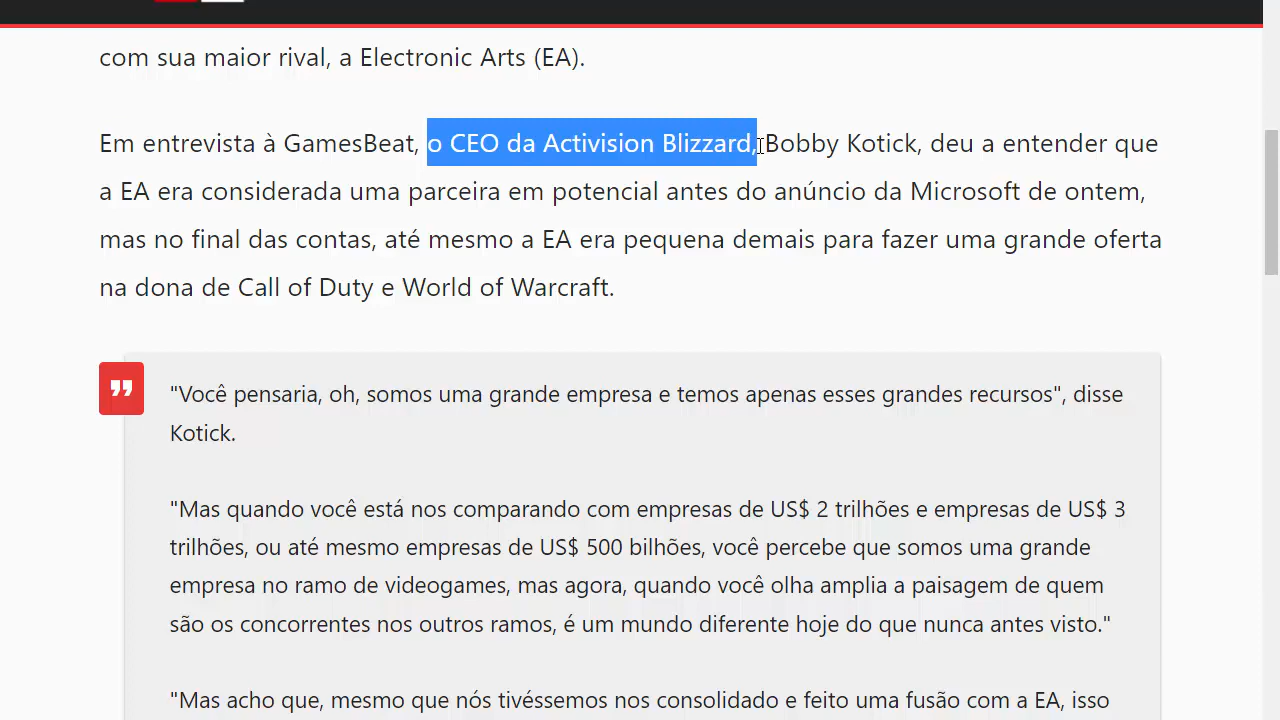 com sua maior rival, a Electronic Arts (EA).
Em entrevista à GamesBeat, o CEO da Activision Blizzard, Bobby Kotick, deu a entender que
a EA era considerada uma parceira em potencial antes do anúncio da Microsoft de ontem,
mas no final das contas, até mesmo a EA era pequena demais para fazer uma grande oferta
na dona de Call of Duty e World of Warcraft.
"Você pensaria, oh, somos uma grande empresa e temos apenas esses grandes recursos", disse
Kotick.
"Mas quando você está nos comparando com empresas de US$ 2 trilhões e empresas de US$ 3
trilhões, ou até mesmo empresas de US$ 500 bilhões, você percebe que somos uma grande
empresa no ramo de videogames, mas agora, quando você olha amplia a paisagem de quem
são os concorrentes nos outros ramos, é um mundo diferente hoje do que nunca antes visto."
"Mas acho que, mesmo que nós tivéssemos nos consolidado e feito uma fusão com a EA, isso